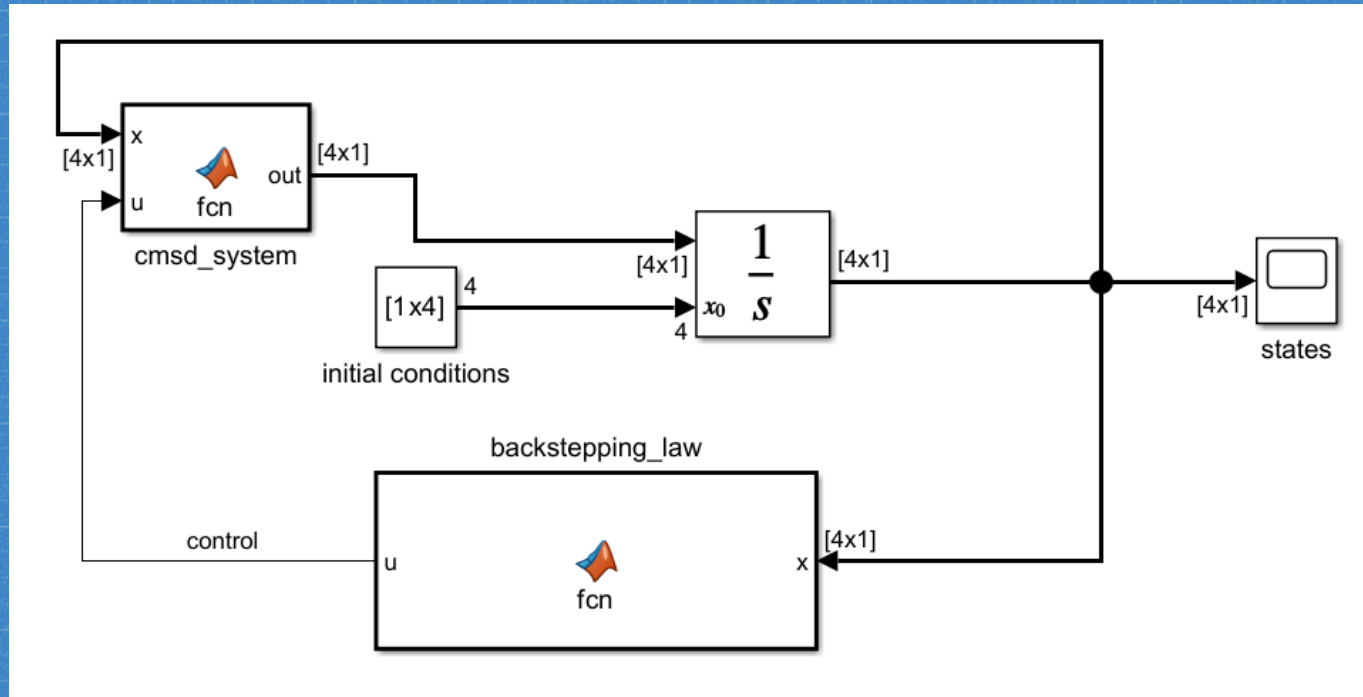 x
[4x1]
u
fcn
out
[4x1]
cmsd_system
[1x4]
4
initial conditions
[4x1]
4
x₀
1
s
[4x1]
[4x1]
states
backstepping_law
control
u
fcn
x
[4x1]